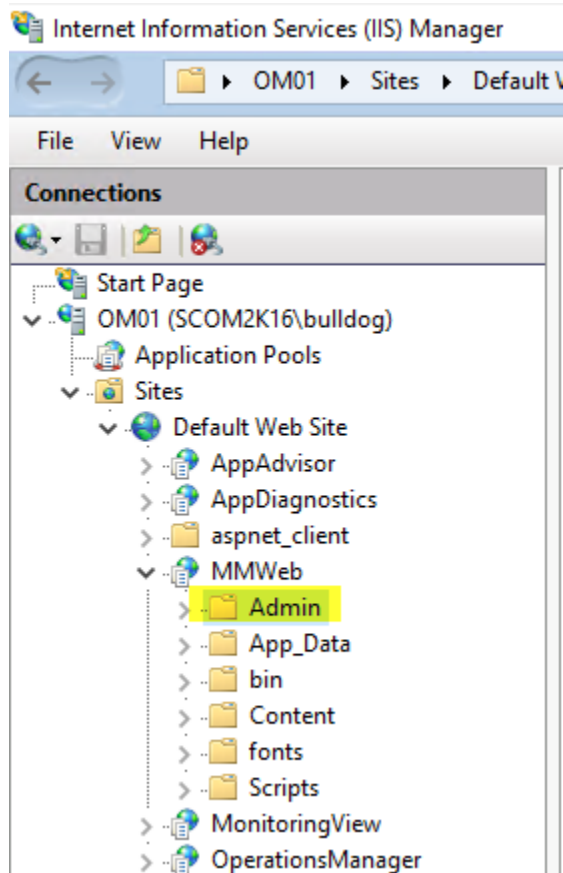 Internet Information Services (IIS) Manager
OM01 Sites Default
File View Help
Connections
Start Page
OM01 (SCOM2K16\bulldog)
Application Pools
Sites
Default Web Site
AppAdvisor
AppDiagnostics
aspnet_client
MMWeb
Admin
App_Data
bin
Content
fonts
Scripts
MonitoringView
OperationsManager